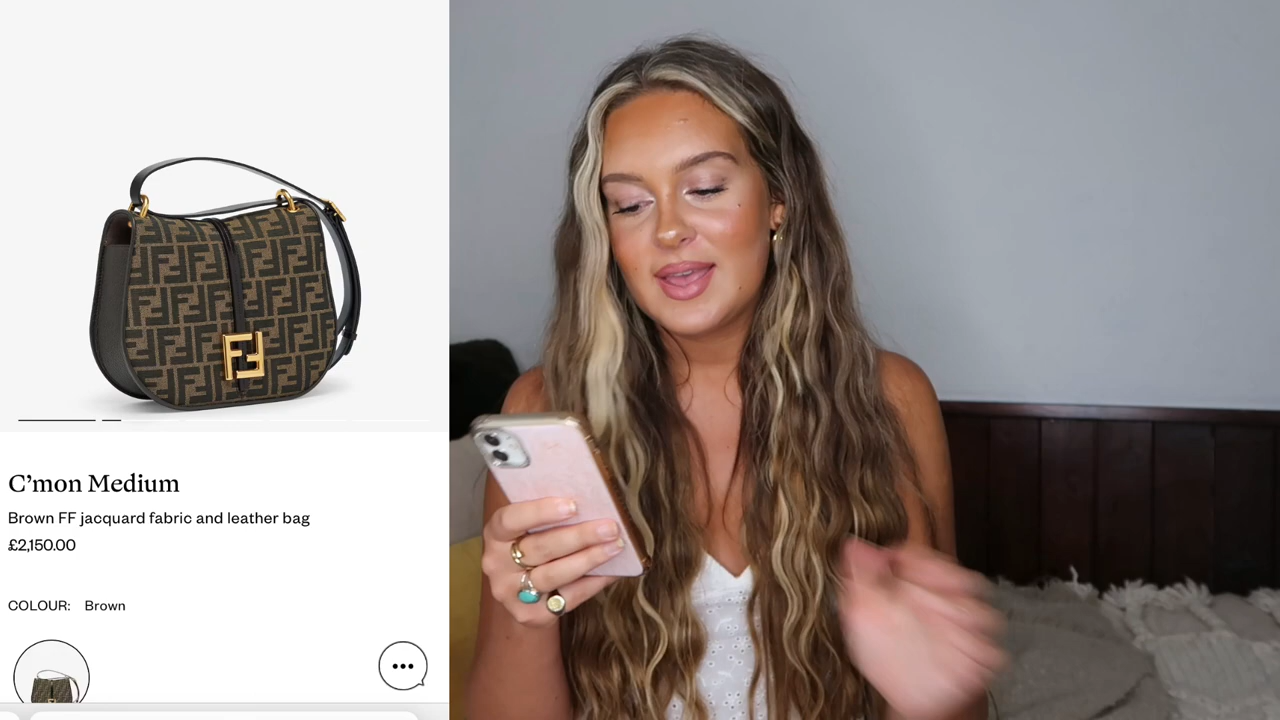 C’mon Medium
Brown FF jacquard fabric and leather bag
£2,150.00
COLOUR: Brown